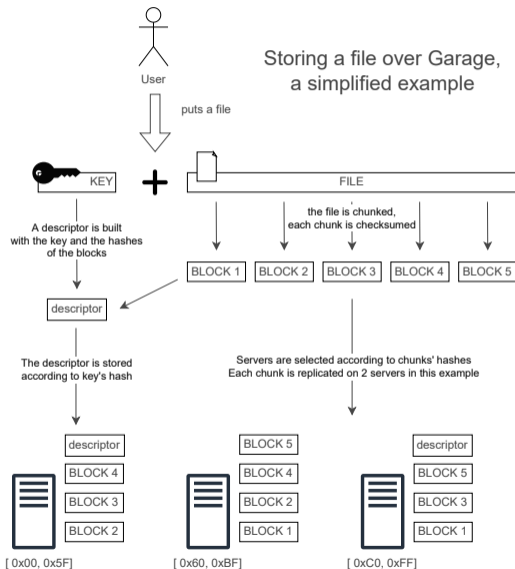 Storing a file over Garage,
a simplified example
User
puts a file
KEY
FILE
the file is chunked,
each chunk is checksumed
A descriptor is built
with the key and the hashes
of the blocks
BLOCK 1
BLOCK 2
BLOCK 3
BLOCK 4
BLOCK 5
descriptor
The descriptor is stored
according to key's hash
Servers are selected according to chunks' hashes
Each chunk is replicated on 2 servers in this example
descriptor
BLOCK 4
BLOCK 3
BLOCK 2
[ 0x00, 0x5F]
BLOCK 5
BLOCK 4
BLOCK 2
BLOCK 1
[ 0x60, 0xBF]
descriptor
BLOCK 5
BLOCK 3
BLOCK 1
[ 0xC0, 0xFF]